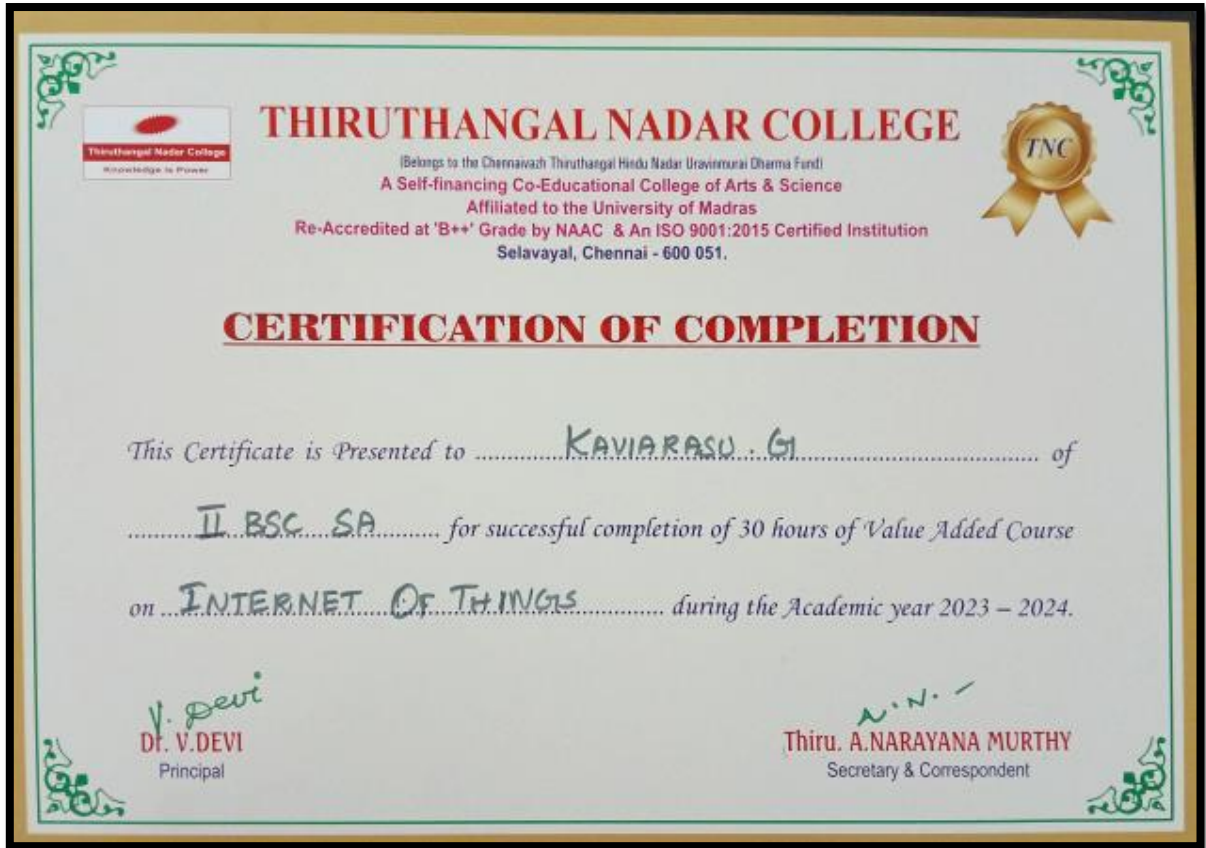 THIRUTHANGAL NADAR COLLEGE
Thiruthangal Nadar College
Knowledge is Power
TNC
(Belongs to the Chennaivazh Thiruthangal Hindu Nadar Uravinmurai Dharma Fund)
A Self-financing Co-Educational College of Arts & Science
Affiliated to the University of Madras
Re-Accredited at 'B++' Grade by NAAC & An ISO 9001:2015 Certified Institution
Selavayal, Chennai - 600 051.
CERTIFICATION OF COMPLETION
This Certificate is Presented to ............KAVIARASU . G............ of
............II BSC SA............ for successful completion of 30 hours of Value Added Course
on ...INTERNET OF THINGS............ during the Academic year 2023 – 2024.
V. Devi
A. N. –
Dr. V.DEVI
Thiru. A.NARAYANA MURTHY
Principal
Secretary & Correspondent